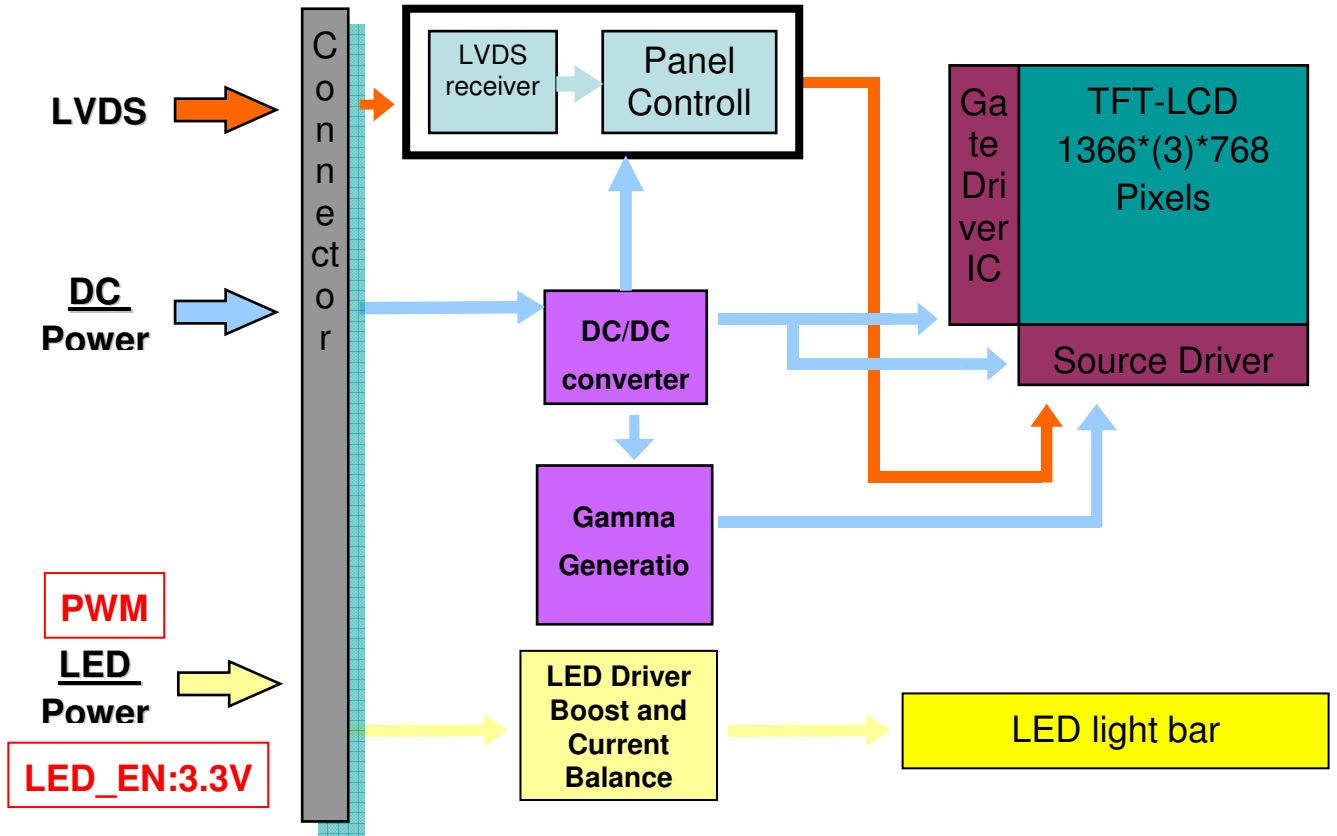 LVDS
DC
Power
PWM
LED
Power
LED_EN:3.3V
C
o
n
n
e
ct
o
r
LVDS
receiver
Panel
Controll
DC/DC
converter
Gamma
Generatio
LED Driver
Boost and
Current
Balance
Ga
te
Dri
ver
IC
TFT-LCD
1366*(3)*768
Pixels
Source Driver
LED light bar